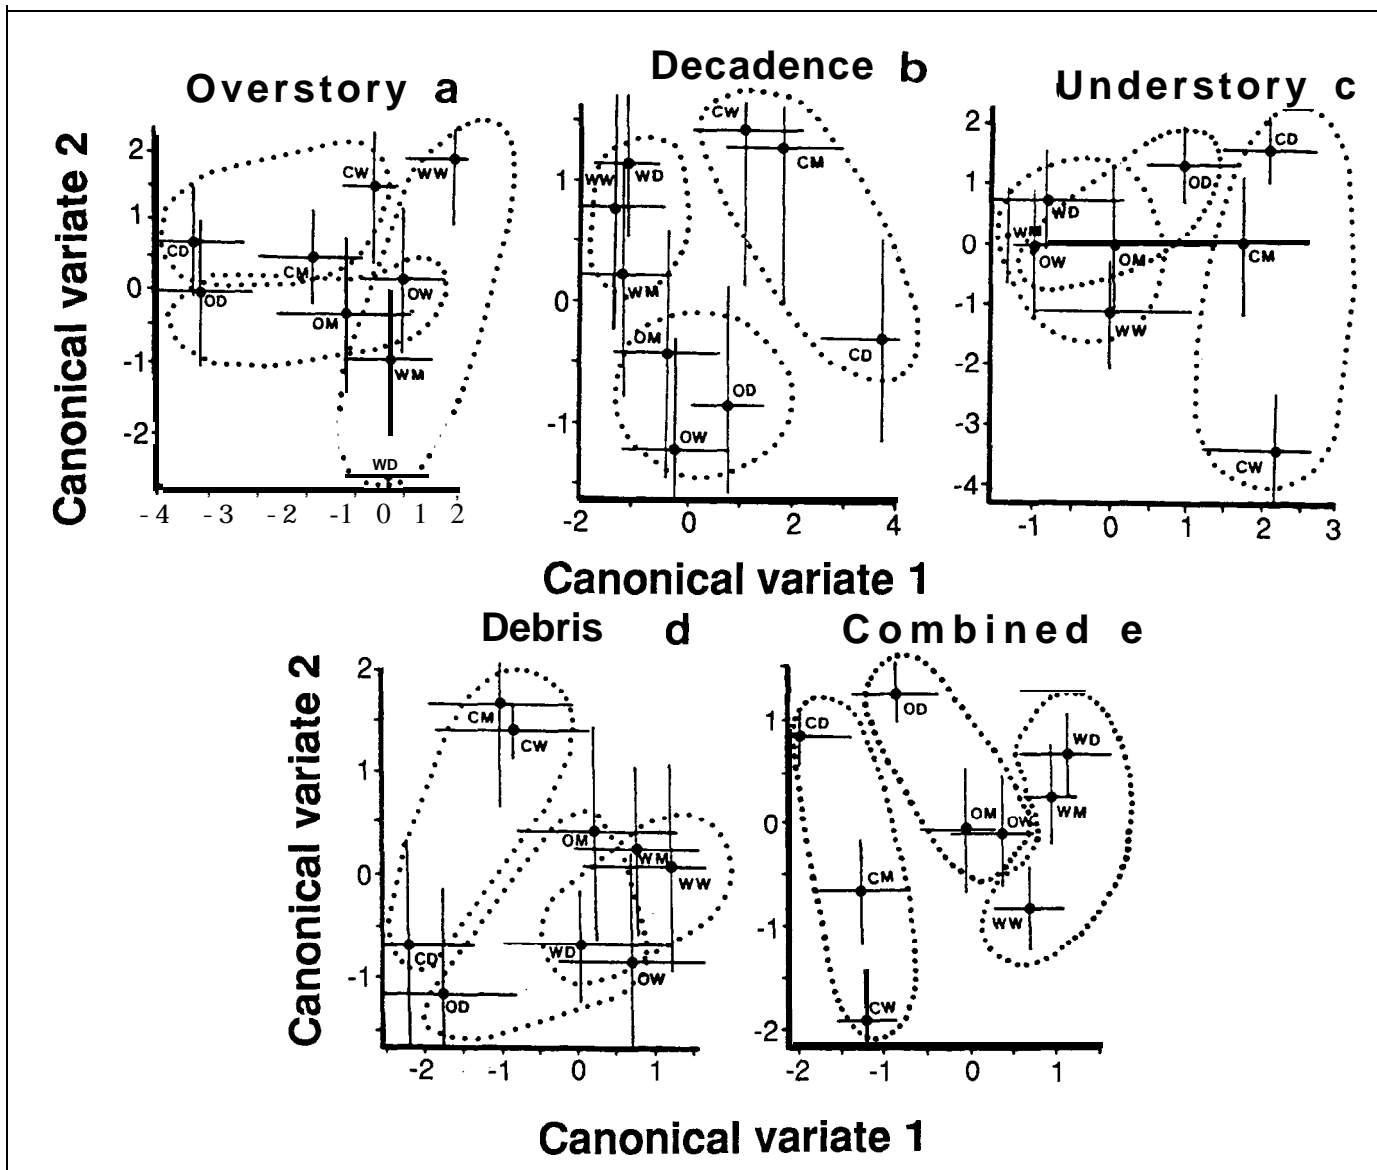 Overstory a
Decadence b
Understory c
Canonical variate 2
2
1
0
-1
-2
CW
WW
CD
CM
OW
OD
OM
WM
WD
-4 -3 -2 -1 0 1 2
1
0
-1
CW
CM
WD
WW
WM
OM
CD
OD
OW
-2 0 2 4
2
1
0
-1
-2
-3
-4
CD
OD
WD
WM
OW
OM
CM
WW
CW
-1 0 1 2 3
Canonical variate 1
Debris d
Combined e
Canonical variate 2
2
1
0
-1
CM
CW
OM
WM
WW
CD
WD
OW
OD
-2 -1 0 1
1
0
-1
-2
OD
CD
WD
WM
OM
OW
CM
WW
CW
-2 -1 0 1
Canonical variate 1